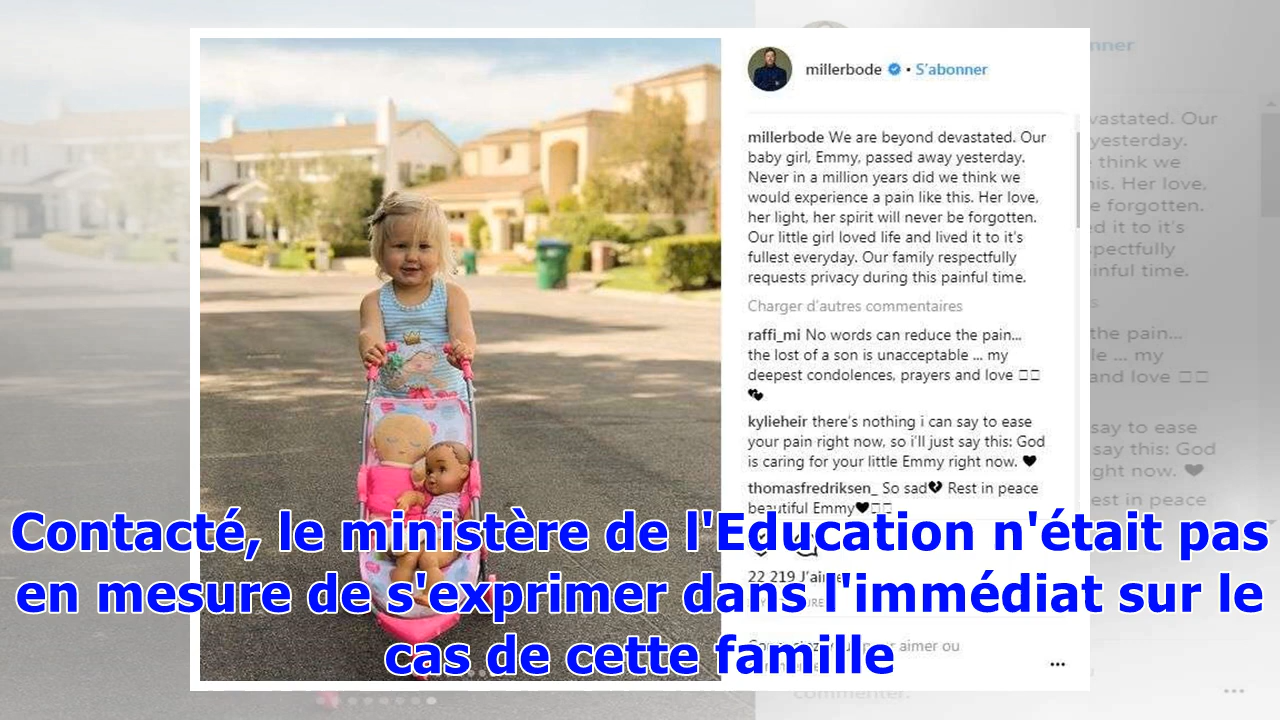 millerbode • S'abonner
millerbode We are beyond devastated. Our
baby girl, Emmy, passed away yesterday.
Never in a million years did we think we
would experience a pain like this. Her love,
her light, her spirit will never be forgotten.
Our little girl loved life and lived it to it's
fullest everyday. Our family respectfully
requests privacy during this painful time.
Charger d'autres commentaires
raffi_mi No words can reduce the pain...
the lost of a son is unacceptable ... my
deepest condolences, prayers and love
kylieheir there's nothing i can say to ease
your pain right now, so i'll just say this: God
is caring for your little Emmy right now. ♥
thomasfredriksen_ So sad💔 Rest in peace
beautiful Emmy♥
Contacté, le ministère de l'Education n'était pas
22 219 J'aime
en mesure de s'exprimer dans l'immédiat sur le
aimer ou
cas de cette famille
commenter.